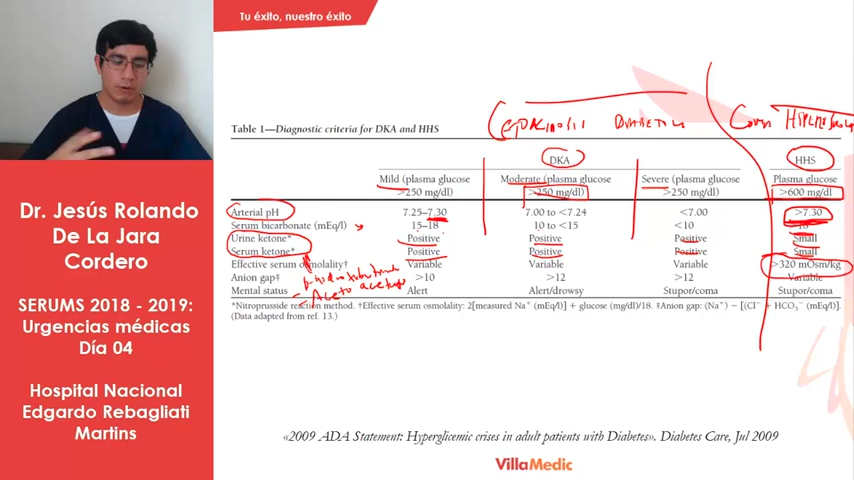 Tu éxito, nuestro éxito
Dr. Jesús Rolando
De La Jara
Cordero
SERUMS 2018 - 2019:
Urgencias médicas
Día 04
Hospital Nacional
Edgardo Rebagliati
Martins
Table 1—Diagnostic criteria for DKA and HHS
DKA HHS
Mild (plasma glucose Moderate (plasma glucose Severe (plasma glucose Plasma glucose
>250 mg/dl) >250 mg/dl) >250 mg/dl) >600 mg/dl
Arterial pH 7.25–7.30 7.00 to <7.24 <7.00 >7.30
Serum bicarbonate (mEq/l) 15–18 10 to <15 <10
Urine ketone* Positive Positive Positive Small
Serum ketone* Positive Positive Positive Small
Effective serum osmolality† Variable Variable Variable >320 mOsm/kg
Anion gap‡ >10 >12 >12 Variable
Mental status Alert Alert/drowsy Stupor/coma Stupor/coma
*Nitroprusside reaction method. †Effective serum osmolality: 2[measured Na⁺ (mEq/l)] + glucose (mg/dl)/18. ‡Anion gap: (Na⁺) − [(Cl⁻ + HCO₃⁻ (mEq/l)].
(Data adapted from ref. 13.)
«2009 ADA Statement: Hyperglicemic crises in adult patients with Diabetes». Diabetes Care, Jul 2009
VillaMedic